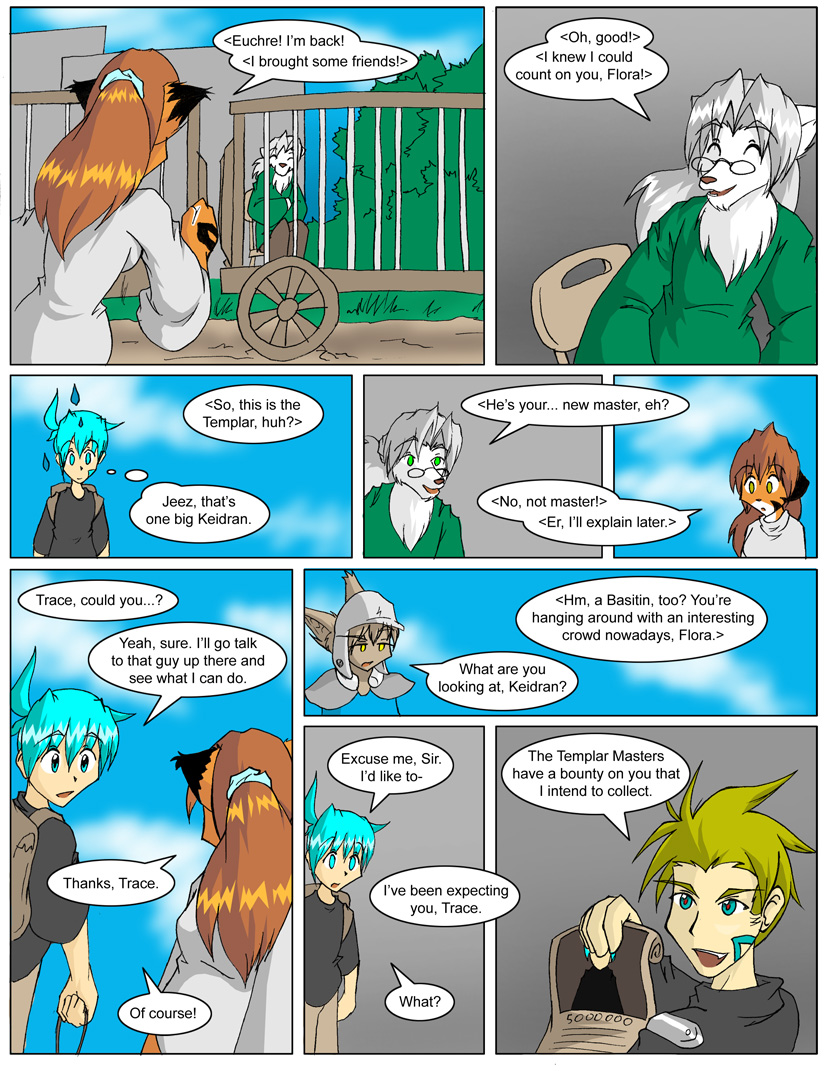 <Euchre! I'm back!
<I brought some friends!>
<Oh, good!>
<I knew I could
count on you, Flora!>
<So, this is the
Templar, huh?>
Jeez, that's
one big Keidran.
<He's your... new master, eh?
<No, not master!>
<Er, I'll explain later.>
Trace, could you...?
Yeah, sure. I'll go talk
to that guy up there and
see what I can do.
Thanks, Trace.
Of course!
<Hm, a Basitin, too? You're
hanging around with an interesting
crowd nowadays, Flora.>
What are you
looking at, Keidran?
Excuse me, Sir.
I'd like to-
I've been expecting
you, Trace.
What?
The Templar Masters
have a bounty on you that
I intend to collect.
5000000